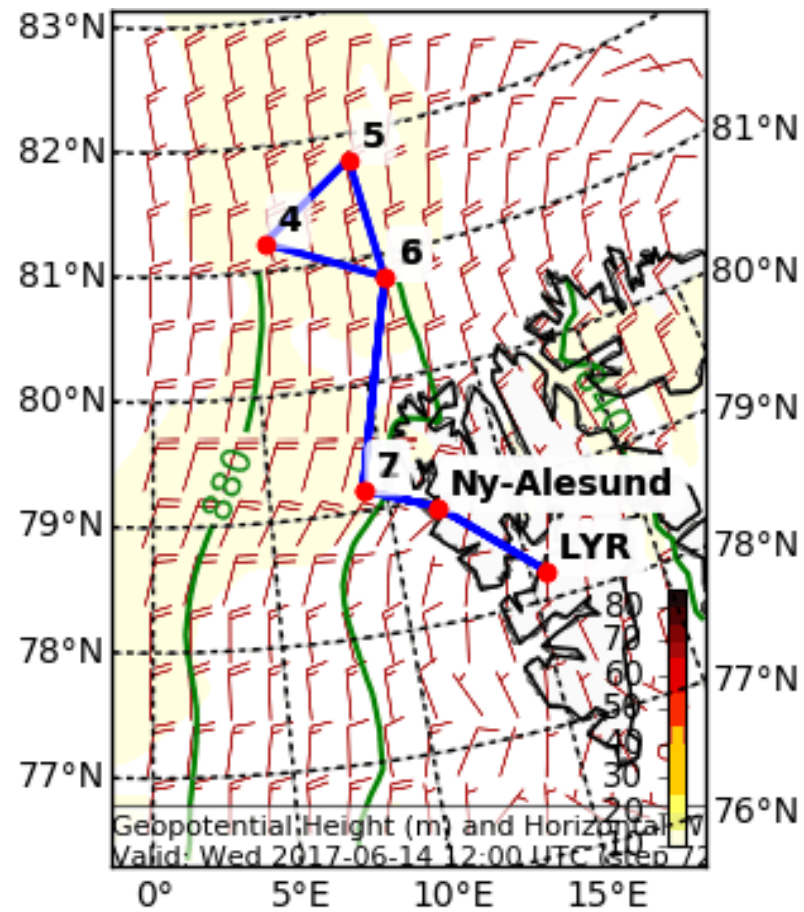 83°N
82°N
81°N
80°N
79°N
78°N
77°N
81°N
80°N
79°N
78°N
77°N
76°N
5
4
6
7
Ny-Alesund
LYR
880
840
80
70
60
50
40
30
20
10
Geopotential Height (m) and Horizontal
Valid: Wed 2017-06-14 12:00 UTC (step 72
0° 5°E 10°E 15°E